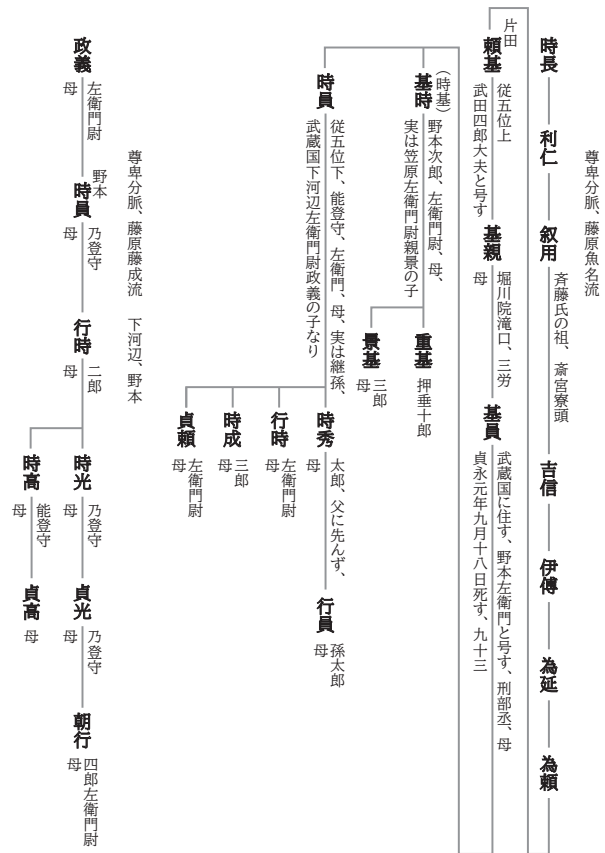 尊卑分脈、藤原魚名流
時長
利仁
叙用
斉藤氏の祖、斎宮寮頭
吉信
伊傅
為延
為頼
片田
頼基
従五位上
武田四郎大夫と号す
基親
堀川院滝口、三労
母
基員
武蔵国に住す、野本左衛門と号す、刑部丞、母
貞永元年九月十八日死す、九十三
(時基)
基時
野本次郎、左衛門尉、母、
実は笠原左衛門尉親景の子
重基
押垂十郎
景基
三郎
母
時員
従五位下、能登守、左衛門、母、実は継孫、
武蔵国下河辺左衛門尉政義の子なり
時秀
太郎、父に先んず、
母
行員
孫太郎
母
行時
左衛門尉
母
時成
三郎
母
貞頼
左衛門尉
母
尊卑分脈、藤原藤成流 下河辺、野本
政義
左衛門尉
母
野本
時員
乃登守
母
行時
二郎
母
時光
乃登守
母
貞光
乃登守
母
朝行
四郎左衛門尉
母
時高
能登守
母
貞高
母